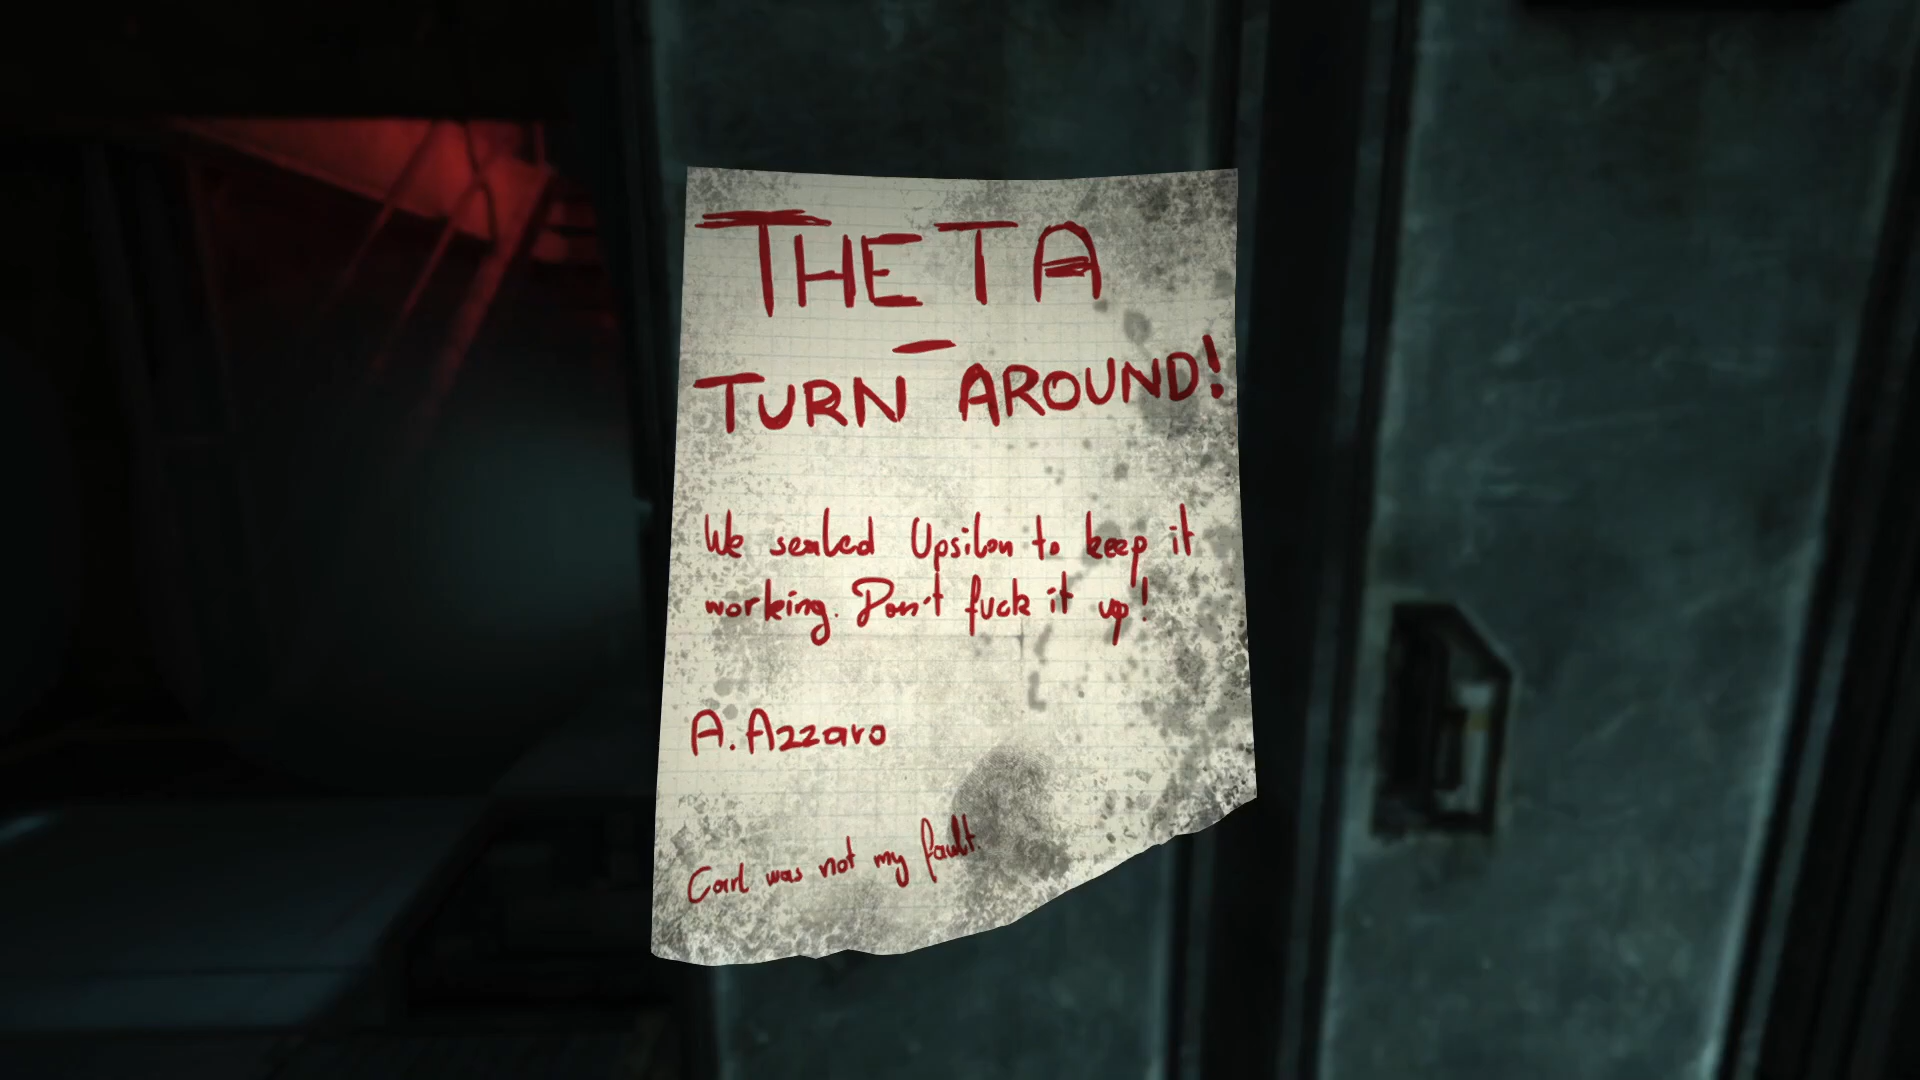 THETA
-
TURN AROUND!
We sealed Upsilon to keep it
working. Don't fuck it up!
A. Azzaro
Carl was not my fault.